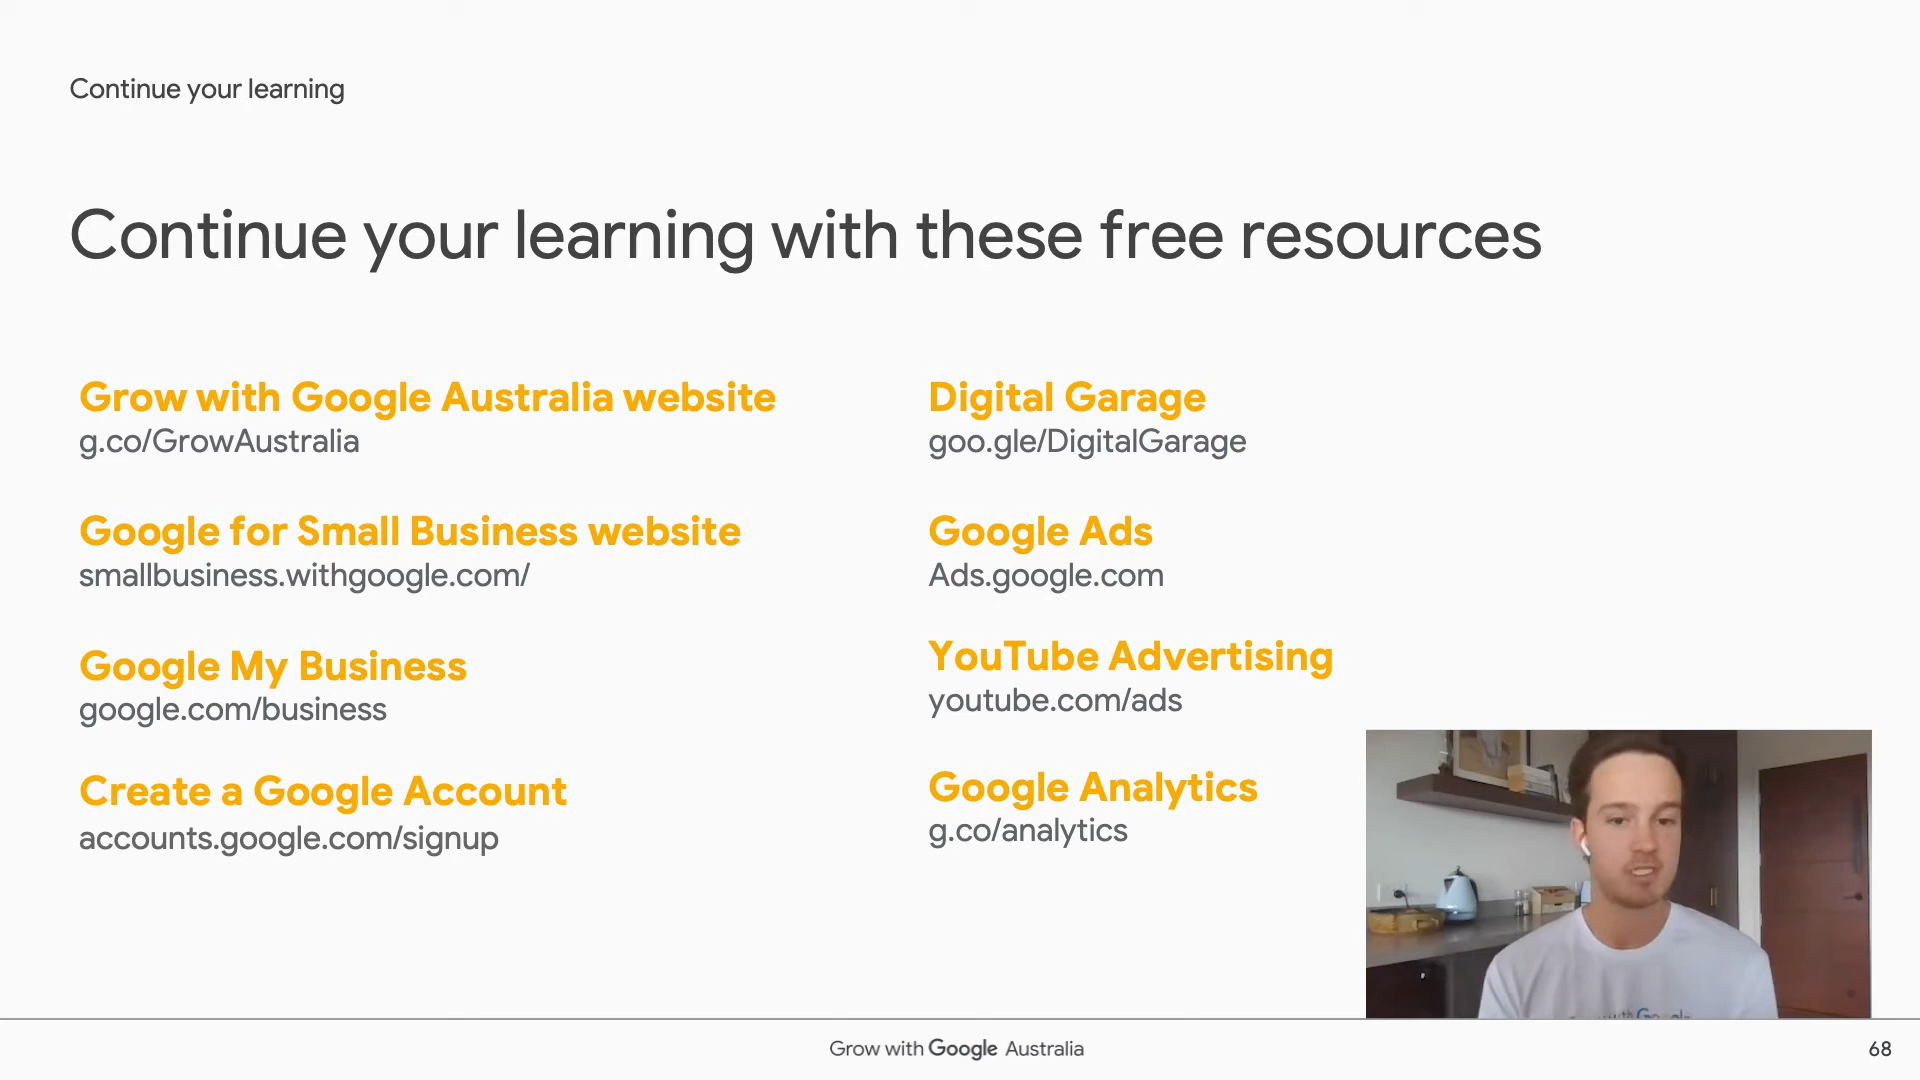 Continue your learning
Continue your learning with these free resources
Grow with Google Australia website
g.co/GrowAustralia
Google for Small Business website
smallbusiness.withgoogle.com/
Google My Business
google.com/business
Create a Google Account
accounts.google.com/signup
Digital Garage
goo.gle/DigitalGarage
Google Ads
Ads.google.com
YouTube Advertising
youtube.com/ads
Google Analytics
g.co/analytics
with Google
Grow with Google Australia
68